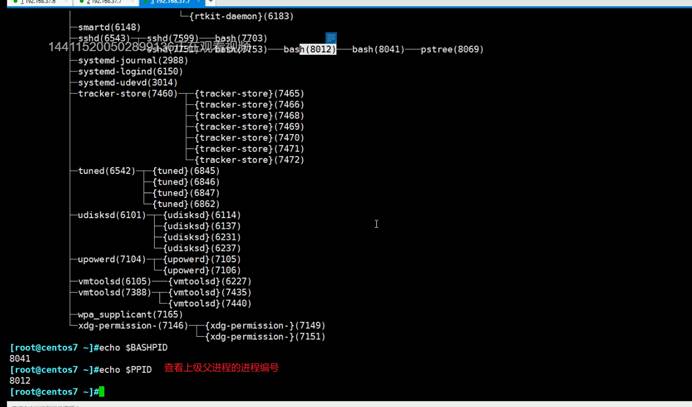 1 192.168.37.6
2 192.168.37.7
3 192.168.37.7
└─{rtkit-daemon}(6183)
├─smartd(6148)
├─sshd(6543)─┬─sshd(7599)───bash(7703)
└─sshd(7751)───bash(7753)───bash(8012)───bash(8041)───pstree(8069)
144115200502899136正在观看视频
├─systemd-journal(2988)
├─systemd-logind(6150)
├─systemd-udevd(3014)
├─tracker-store(7460)─┬─{tracker-store}(7465)
├─{tracker-store}(7466)
├─{tracker-store}(7468)
├─{tracker-store}(7469)
├─{tracker-store}(7470)
├─{tracker-store}(7471)
└─{tracker-store}(7472)
├─tuned(6542)─┬─{tuned}(6845)
├─{tuned}(6846)
├─{tuned}(6847)
└─{tuned}(6862)
├─udisksd(6101)─┬─{udisksd}(6114)
├─{udisksd}(6137)
├─{udisksd}(6231)
└─{udisksd}(6237)
├─upowerd(7104)─┬─{upowerd}(7105)
└─{upowerd}(7106)
├─vmtoolsd(6105)───{vmtoolsd}(6227)
├─vmtoolsd(7388)─┬─{vmtoolsd}(7435)
└─{vmtoolsd}(7440)
├─wpa_supplicant(7165)
└─xdg-permission-(7146)─┬─{xdg-permission-}(7149)
└─{xdg-permission-}(7151)
[root@centos7 ~]#echo $BASHPID
8041
[root@centos7 ~]#echo $PPID 查看上级父进程的进程编号
8012
[root@centos7 ~]#